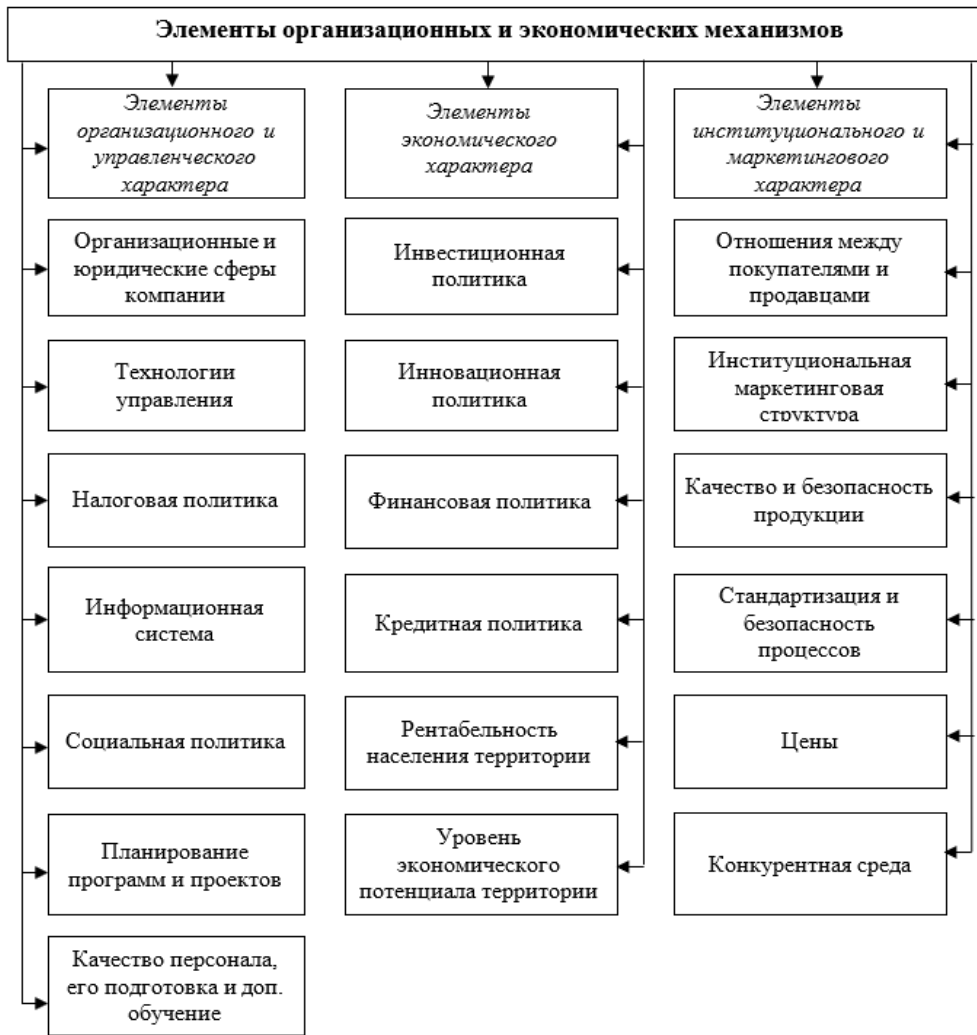 Элементы организационных и экономических механизмов
Элементы
организационного и
управленческого
характера
Организационные и
юридические сферы
компании
Технологии
управления
Налоговая политика
Информационная
система
Социальная политика
Планирование
программ и проектов
Качество персонала,
его подготовка и доп.
обучение
Элементы
экономического
характера
Инвестиционная
политика
Инновационная
политика
Финансовая политика
Кредитная политика
Рентабельность
населения территории
Уровень
экономического
потенциала территории
Элементы
институционального и
маркетингового
характера
Отношения между
покупателями и
продавцами
Институциональная
маркетинговая
структура
Качество и безопасность
продукции
Стандартизация и
безопасность
процессов
Цены
Конкурентная среда